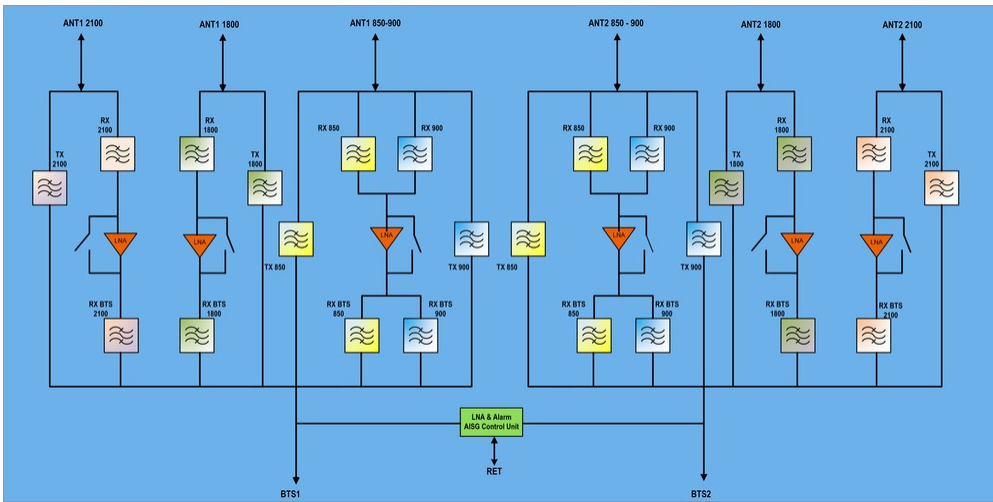 ANT1 2100
ANT1 1800
ANT1 850-900
ANT2 850 - 900
ANT2 1800
ANT2 2100
RX
2100
RX
1800
RX 850
RX 900
RX 850
RX 900
RX
1800
RX
2100
TX
2100
TX
1800
TX
1800
TX
2100
LNA
LNA
LNA
LNA
LNA
LNA
TX 850
TX 900
TX 850
TX 900
RX BTS
2100
RX BTS
1800
RX BTS
850
RX BTS
900
RX BTS
850
RX BTS
900
RX BTS
1800
RX BTS
2100
LNA & Alarm
AISG Control Unit
RET
BTS1
BTS2